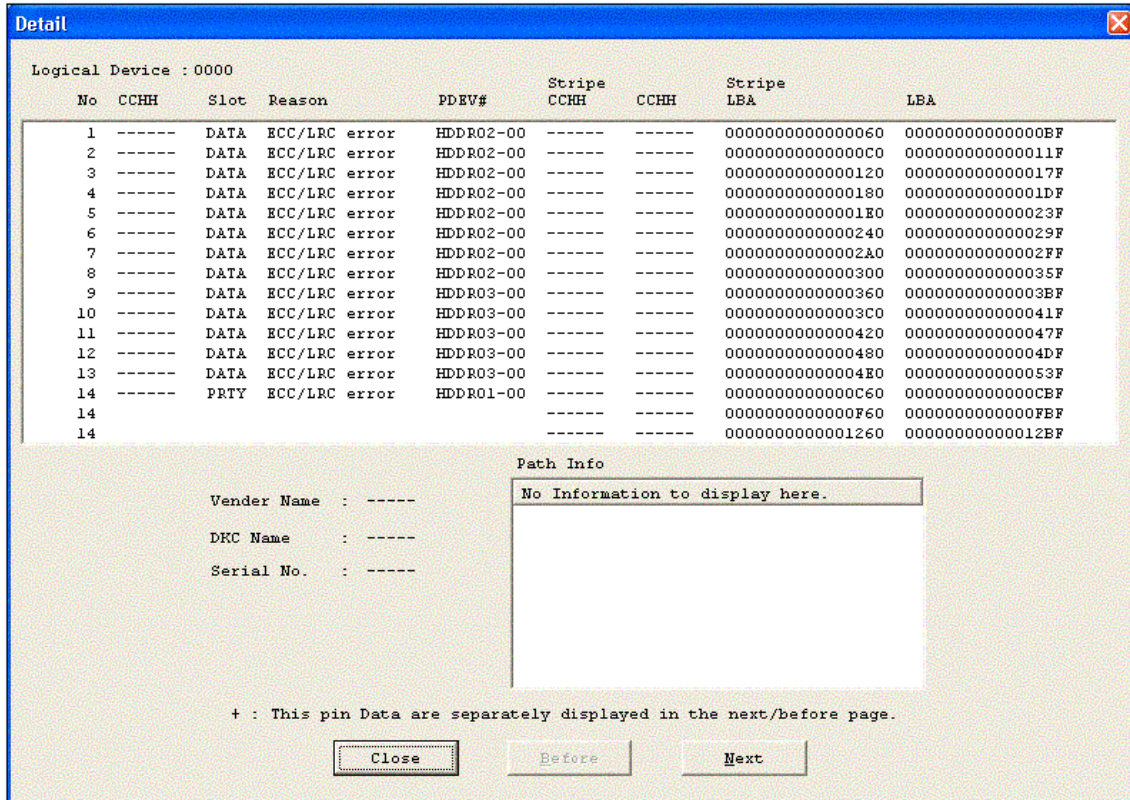 Detail
Logical Device :0000
Stripe Stripe
No CCHH Slot Reason PDEV# CCHH CCHH LBA LBA
1 ------ DATA ECC/LRC error HDDR02-00 ------ ------ 0000000000000060 00000000000000BF
2 ------ DATA ECC/LRC error HDDR02-00 ------ ------ 00000000000000C0 000000000000011F
3 ------ DATA ECC/LRC error HDDR02-00 ------ ------ 0000000000000120 000000000000017F
4 ------ DATA ECC/LRC error HDDR02-00 ------ ------ 0000000000000180 00000000000001DF
5 ------ DATA ECC/LRC error HDDR02-00 ------ ------ 00000000000001E0 000000000000023F
6 ------ DATA ECC/LRC error HDDR02-00 ------ ------ 0000000000000240 000000000000029F
7 ------ DATA ECC/LRC error HDDR02-00 ------ ------ 00000000000002A0 00000000000002FF
8 ------ DATA ECC/LRC error HDDR02-00 ------ ------ 0000000000000300 000000000000035F
9 ------ DATA ECC/LRC error HDDR03-00 ------ ------ 0000000000000360 00000000000003BF
10 ------ DATA ECC/LRC error HDDR03-00 ------ ------ 00000000000003C0 000000000000041F
11 ------ DATA ECC/LRC error HDDR03-00 ------ ------ 0000000000000420 000000000000047F
12 ------ DATA ECC/LRC error HDDR03-00 ------ ------ 0000000000000480 00000000000004DF
13 ------ DATA ECC/LRC error HDDR03-00 ------ ------ 00000000000004E0 000000000000053F
14 ------ PRTY ECC/LRC error HDDR01-00 ------ ------ 0000000000000C60 0000000000000CBF
14 ------ ------ 0000000000000F60 0000000000000FBF
14 ------ ------ 0000000000001260 00000000000012BF
Path Info
No Information to display here.
Vender Name : -----
DKC Name : -----
Serial No. : -----
+ : This pin Data are separately displayed in the next/before page.
Close Before Next